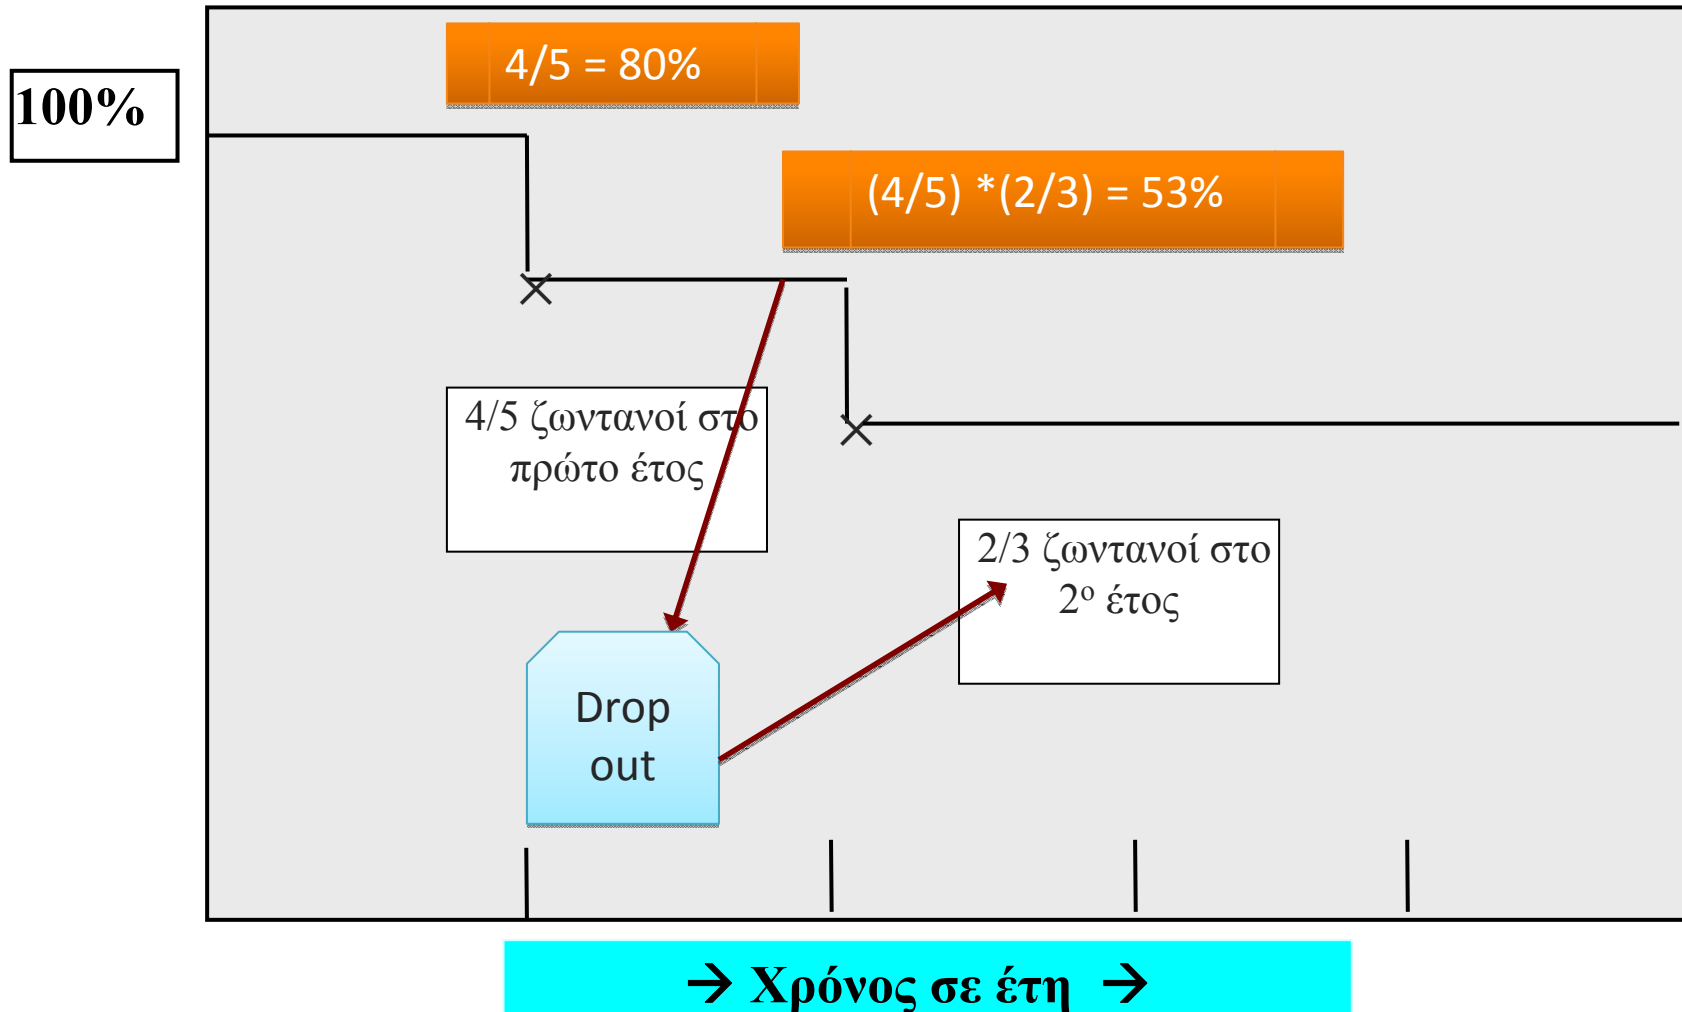 4/5 = 80%
100%
(4/5) *(2/3) = 53%
4/5 ζωντανοί στο
πρώτο έτος
2/3 ζωντανοί στο
2ο έτος
Drop
out
→ Χρόνος σε έτη →